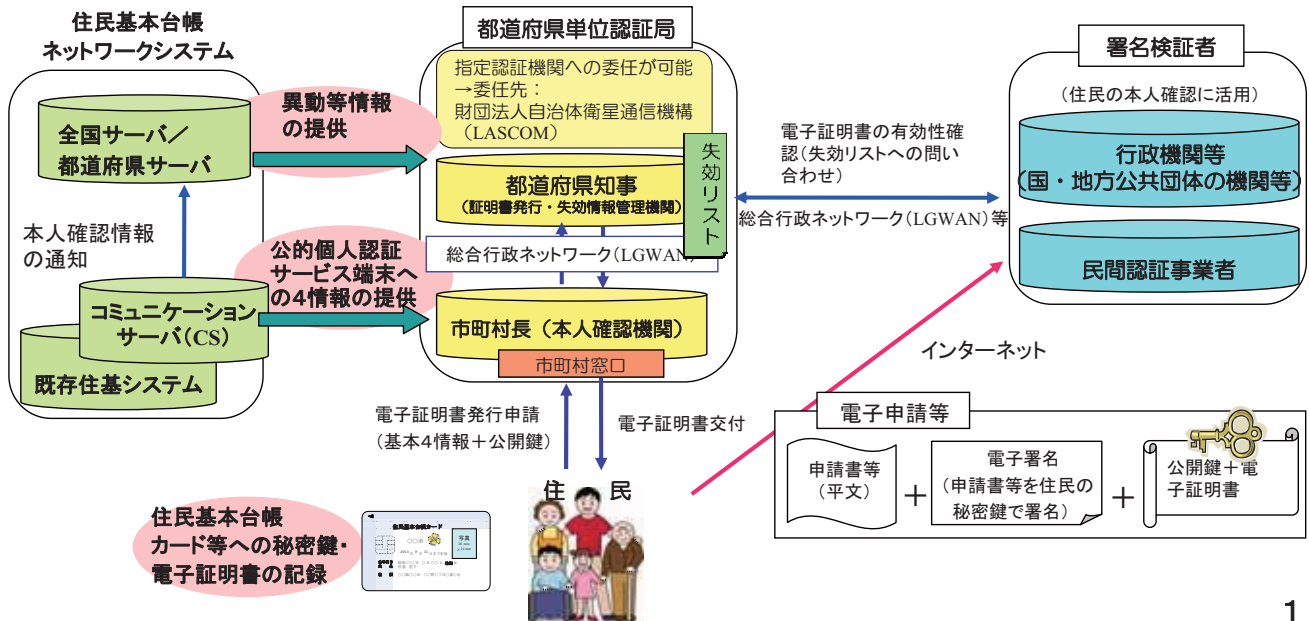 住民基本台帳
ネットワークシステム
全国サーバ/
都道府県サーバ
本人確認情報
の通知
コミュニケーション
サーバ(CS)
既存住基システム
異動等情報
の提供
公的個人認証
サービス端末へ
の4情報の提供
都道府県単位認証局
指定認証機関への委任が可能
→委任先:
財団法人自治体衛星通信機構
(LASCOM)
都道府県知事
(証明書発行・失効情報管理機関)
失効リスト
総合行政ネットワーク(LGWAN)
市町村長(本人確認機関)
市町村窓口
電子証明書発行申請
(基本4情報+公開鍵)
電子証明書交付
住 民
住民基本台帳
カード等への秘密鍵・
電子証明書の記録
住民基本台帳カード
写真
電子証明書の有効性確
認(失効リストへの問い
合わせ)
総合行政ネットワーク(LGWAN)等
署名検証者
(住民の本人確認に活用)
行政機関等
(国・地方公共団体の機関等)
民間認証事業者
インターネット
電子申請等
申請書等
(平文)
+
電子署名
(申請書等を住民の
秘密鍵で署名)
+
公開鍵+電
子証明書
1